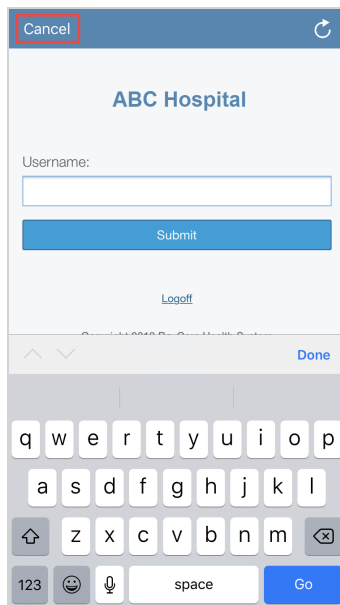 Cancel
ABC Hospital
Username:
Submit
Logoff
Done
q w e r t y u i o p
a s d f g h j k l
z x c v b n m
123 space Go